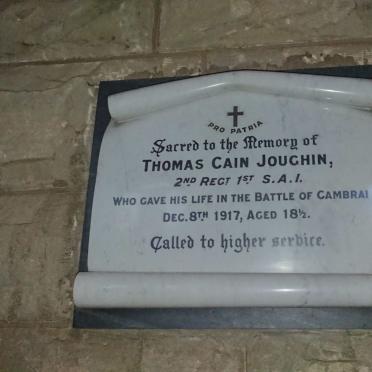 PRO PATRIA
Sacred to the Memory of
THOMAS CAIN JOUGHIN,
2ND REGT 1ST S.A.I.
WHO GAVE HIS LIFE IN THE BATTLE OF CAMBRAI
DEC. 8TH 1917, AGED 18½.
Called to higher service.